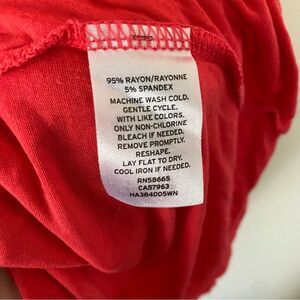 95% RAYON/RAYONNE
5% SPANDEX
MACHINE WASH COLD.
GENTLE CYCLE.
WITH LIKE COLORS.
ONLY NON-CHLORINE
BLEACH IF NEEDED.
REMOVE PROMPTLY.
RESHAPE.
LAY FLAT TO DRY.
COOL IRON IF NEEDED.
RN58665
CA57963
HA384005WN